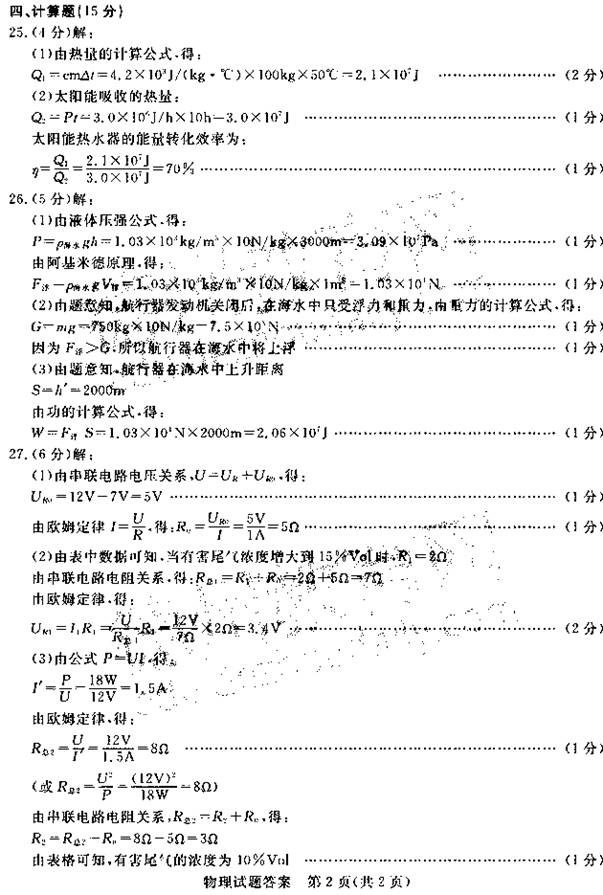 四、计算题(15分)
25.(4分)解:
(1)由热量的计算公式,得:
Q₁=cmΔt=4.2×10³J/(kg·℃)×100kg×50℃=2.1×10⁷J ……………………(2分)
(2)太阳能吸收的热量:
Q₂=Pt=3.0×10⁶J/h×10h=3.0×10⁷J ……………………(1分)
太阳能热水器的能量转化效率为:
η=Q₁/Q₂=2.1×10⁷J/3.0×10⁷J=70% ……………………(1分)
26.(5分)解:
(1)由液体压强公式,得:
P=ρ海水gh=1.03×10³kg/m³×10N/kg×3000m=3.09×10⁷Pa ……………………(1分)
由阿基米德原理,得:
F浮=ρ海水gV排=1.03×10³kg/m³×10N/kg×1m³=1.03×10⁴N ……………………(1分)
(2)由题意知,航行器发动机关闭后,在海水中只受浮力和重力,由重力的计算公式,得:
G=mg=750kg×10N/kg=7.5×10³N ……………………(1分)
因为F浮>G,所以航行器在海水中将上浮 ……………………(1分)
(3)由题意知,航行器在海水中上升距离
S=h′=2000m
由功的计算公式,得:
W=F浮 S=1.03×10⁴N×2000m=2.06×10⁷J ……………………(1分)
27.(6分)解:
(1)由串联电路电压关系,U=U_R+U_R0,得:
U_R0=12V-7V=5V ……………………(1分)
由欧姆定律 I=U/R,得:R₀=U_R0/I=5V/1A=5Ω ……………………(1分)
(2)由表中数据可知,当有害尾气浓度增大到15%Vol时,R₁=2Ω
由串联电路电阻关系,得:R总1=R₁+R₀=2Ω+5Ω=7Ω
由欧姆定律,得:
U_R1=I₁R₁=U/R总1 R₁=12V/7Ω×2Ω=3.4V ……………………(2分)
(3)由公式 P=UI,得:
I′=P/U=18W/12V=1.5A
由欧姆定律,得:
R总2=U/I′=12V/1.5A=8Ω ……………………(1分)
(或 R总2=U²/P=(12V)²/18W=8Ω)
由串联电路电阻关系,R总2=R₂+R₀,得:
R₂=R总2-R₀=8Ω-5Ω=3Ω
由表格可知,有害尾气的浓度为10%Vol ……………………(1分)
物理试题答案 第2页(共2页)